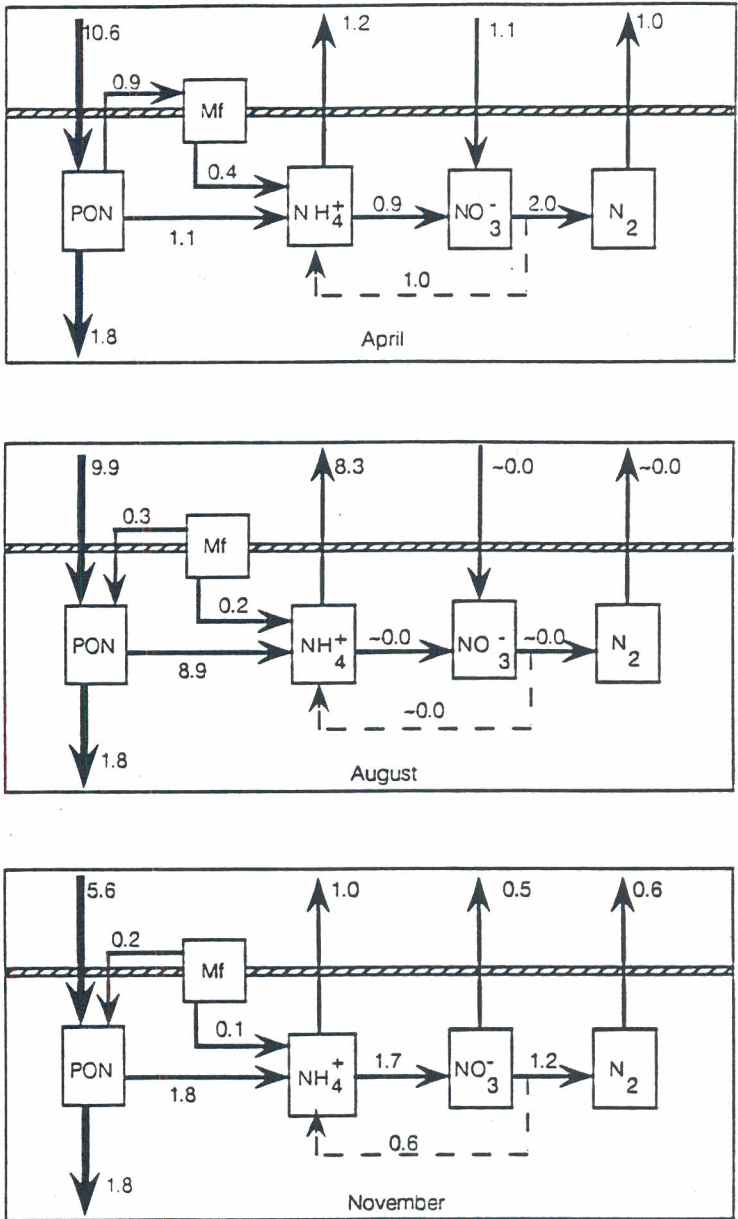 10.6
1.2
1.1
1.0
0.9
Mf
0.4
PON
NH4+
0.9
NO3-
2.0
N2
1.1
1.0
1.8
April
9.9
8.3
~0.0
~0.0
0.3
Mf
0.2
PON
NH4+
~0.0
NO3-
~0.0
N2
8.9
~0.0
1.8
August
5.6
1.0
0.5
0.6
0.2
Mf
0.1
PON
NH4+
1.7
NO3-
1.2
N2
1.8
0.6
1.8
November